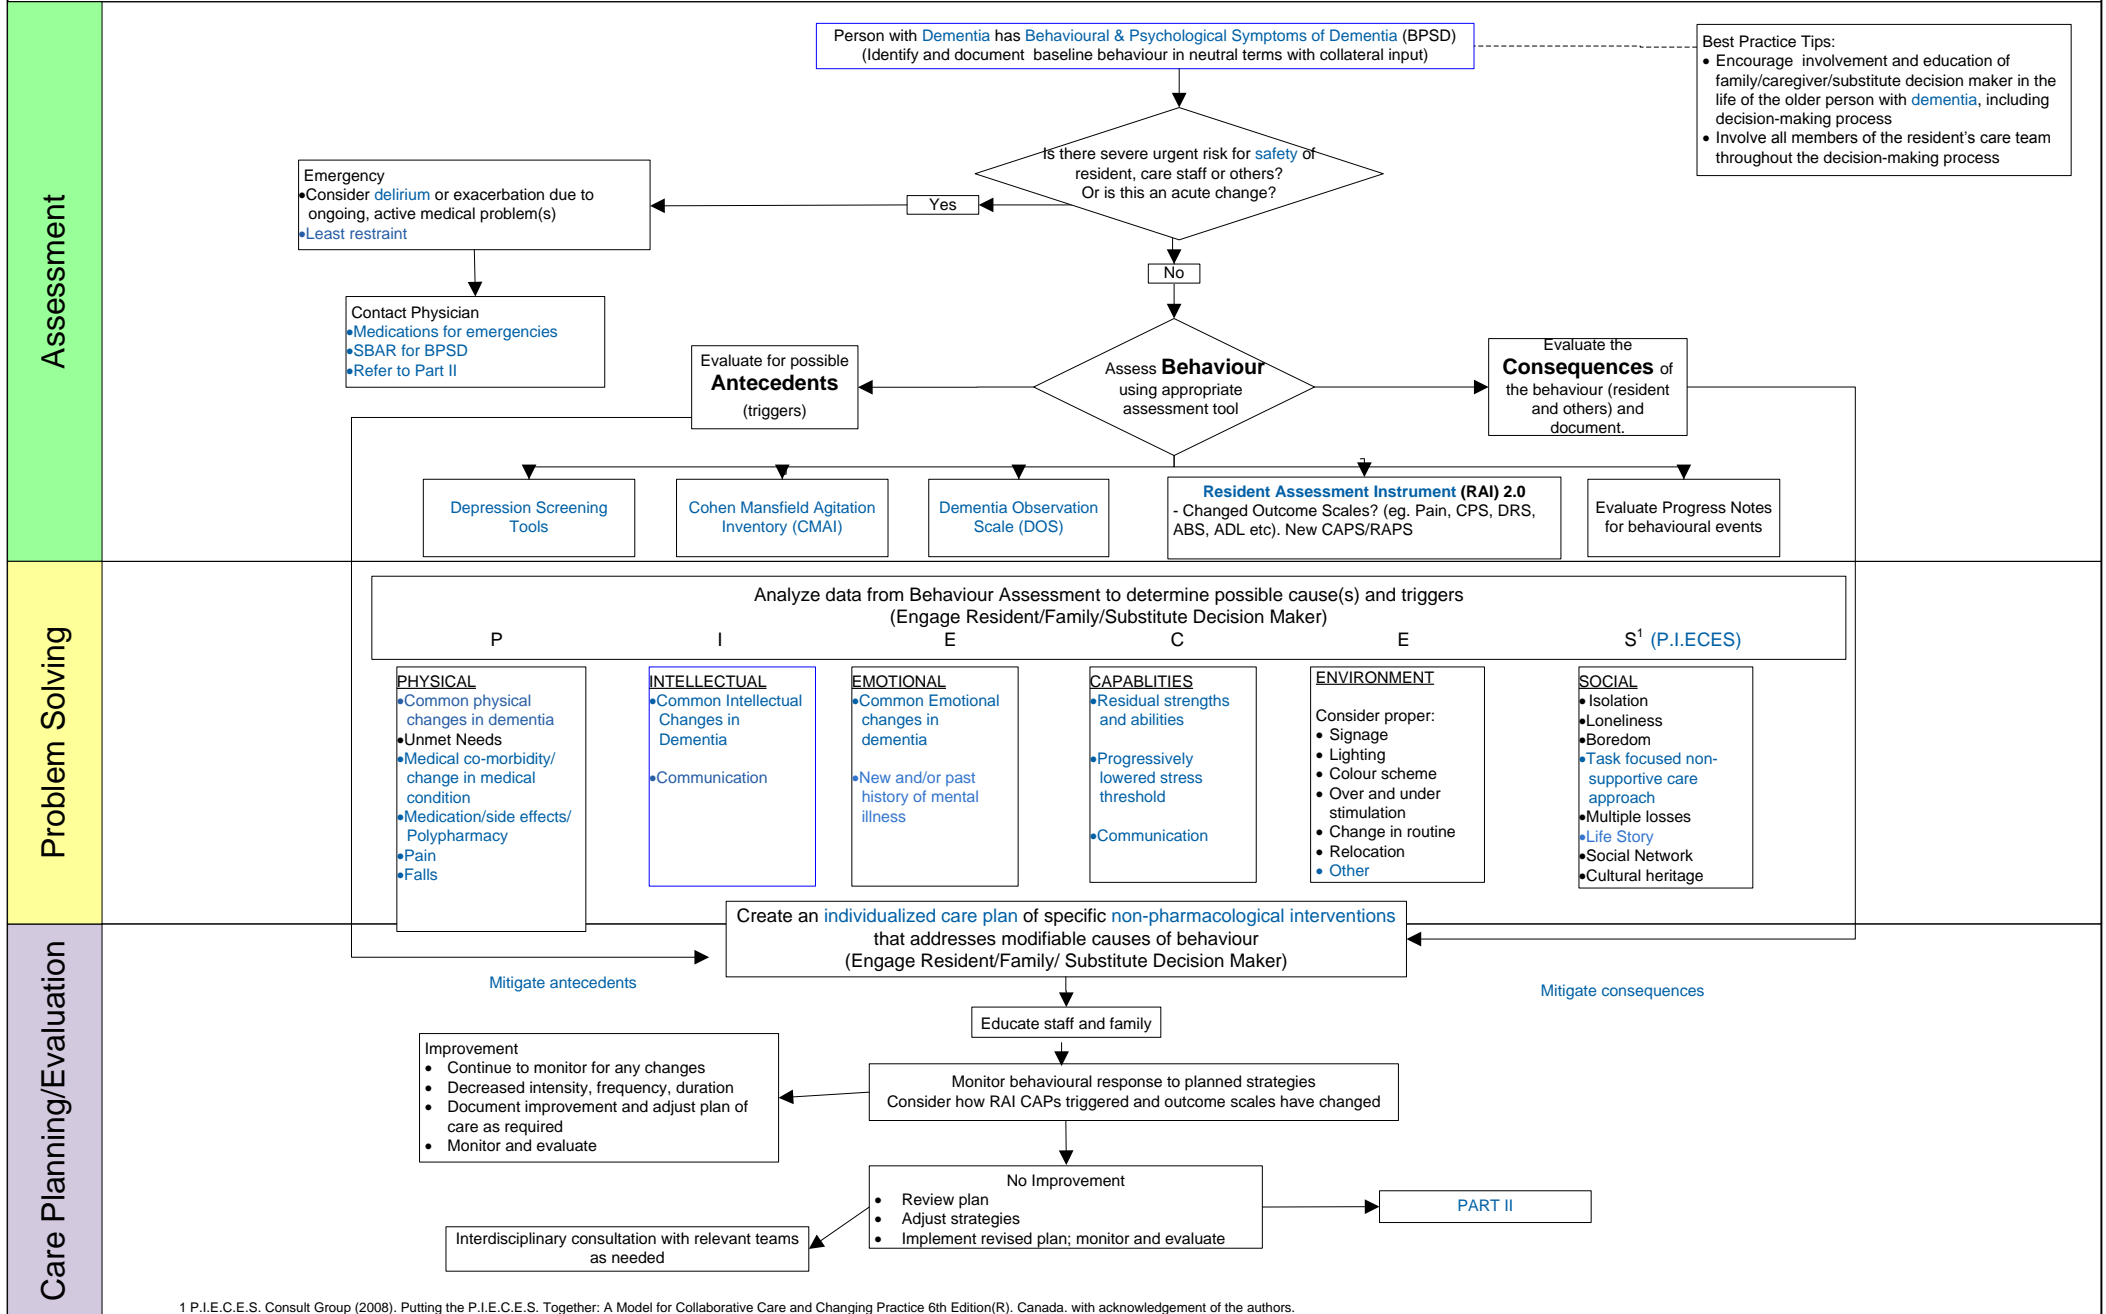 Assessment
Person with Dementia has Behavioural & Psychological Symptoms of Dementia (BPSD)
(Identify and document baseline behaviour in neutral terms with collateral input)
Best Practice Tips:
• Encourage involvement and education of
family/caregiver/substitute decision maker in the
life of the older person with dementia, including
decision-making process
• Involve all members of the resident's care team
throughout the decision-making process
Is there severe urgent risk for safety of
resident, care staff or others?
Or is this an acute change?
Yes
Emergency
•Consider delirium or exacerbation due to
ongoing, active medical problem(s)
•Least restraint
No
Contact Physician
•Medications for emergencies
•SBAR for BPSD
•Refer to Part II
Evaluate for possible
Antecedents
(triggers)
Assess Behaviour
using appropriate
assessment tool
Evaluate the
Consequences of
the behaviour (resident
and others) and
document.
Depression Screening
Tools
Cohen Mansfield Agitation
Inventory (CMAI)
Dementia Observation
Scale (DOS)
Resident Assessment Instrument (RAI) 2.0
- Changed Outcome Scales? (eg. Pain, CPS, DRS,
ABS, ADL etc). New CAPS/RAPS
Evaluate Progress Notes
for behavioural events
Problem Solving
Analyze data from Behaviour Assessment to determine possible cause(s) and triggers
(Engage Resident/Family/Substitute Decision Maker)
P I E C E S1 (P.I.ECES)
PHYSICAL
•Common physical
changes in dementia
•Unmet Needs
•Medical co-morbidity/
change in medical
condition
•Medication/side effects/
Polypharmacy
•Pain
•Falls
INTELLECTUAL
•Common Intellectual
Changes in
Dementia
•Communication
EMOTIONAL
•Common Emotional
changes in
dementia
•New and/or past
history of mental
illness
CAPABLITIES
•Residual strengths
and abilities
•Progressively
lowered stress
threshold
•Communication
ENVIRONMENT
Consider proper:
• Signage
• Lighting
• Colour scheme
• Over and under
stimulation
• Change in routine
• Relocation
• Other
SOCIAL
• Isolation
•Loneliness
•Boredom
•Task focused non-
supportive care
approach
•Multiple losses
•Life Story
•Social Network
•Cultural heritage
Care Planning/Evaluation
Create an individualized care plan of specific non-pharmacological interventions
that addresses modifiable causes of behaviour
(Engage Resident/Family/ Substitute Decision Maker)
Mitigate antecedents
Mitigate consequences
Educate staff and family
Improvement
• Continue to monitor for any changes
• Decreased intensity, frequency, duration
• Document improvement and adjust plan of
care as required
• Monitor and evaluate
Monitor behavioural response to planned strategies
Consider how RAI CAPs triggered and outcome scales have changed
No Improvement
• Review plan
• Adjust strategies
• Implement revised plan; monitor and evaluate
PART II
Interdisciplinary consultation with relevant teams
as needed
1 P.I.E.C.E.S. Consult Group (2008). Putting the P.I.E.C.E.S. Together: A Model for Collaborative Care and Changing Practice 6th Edition(R). Canada. with acknowledgement of the authors.